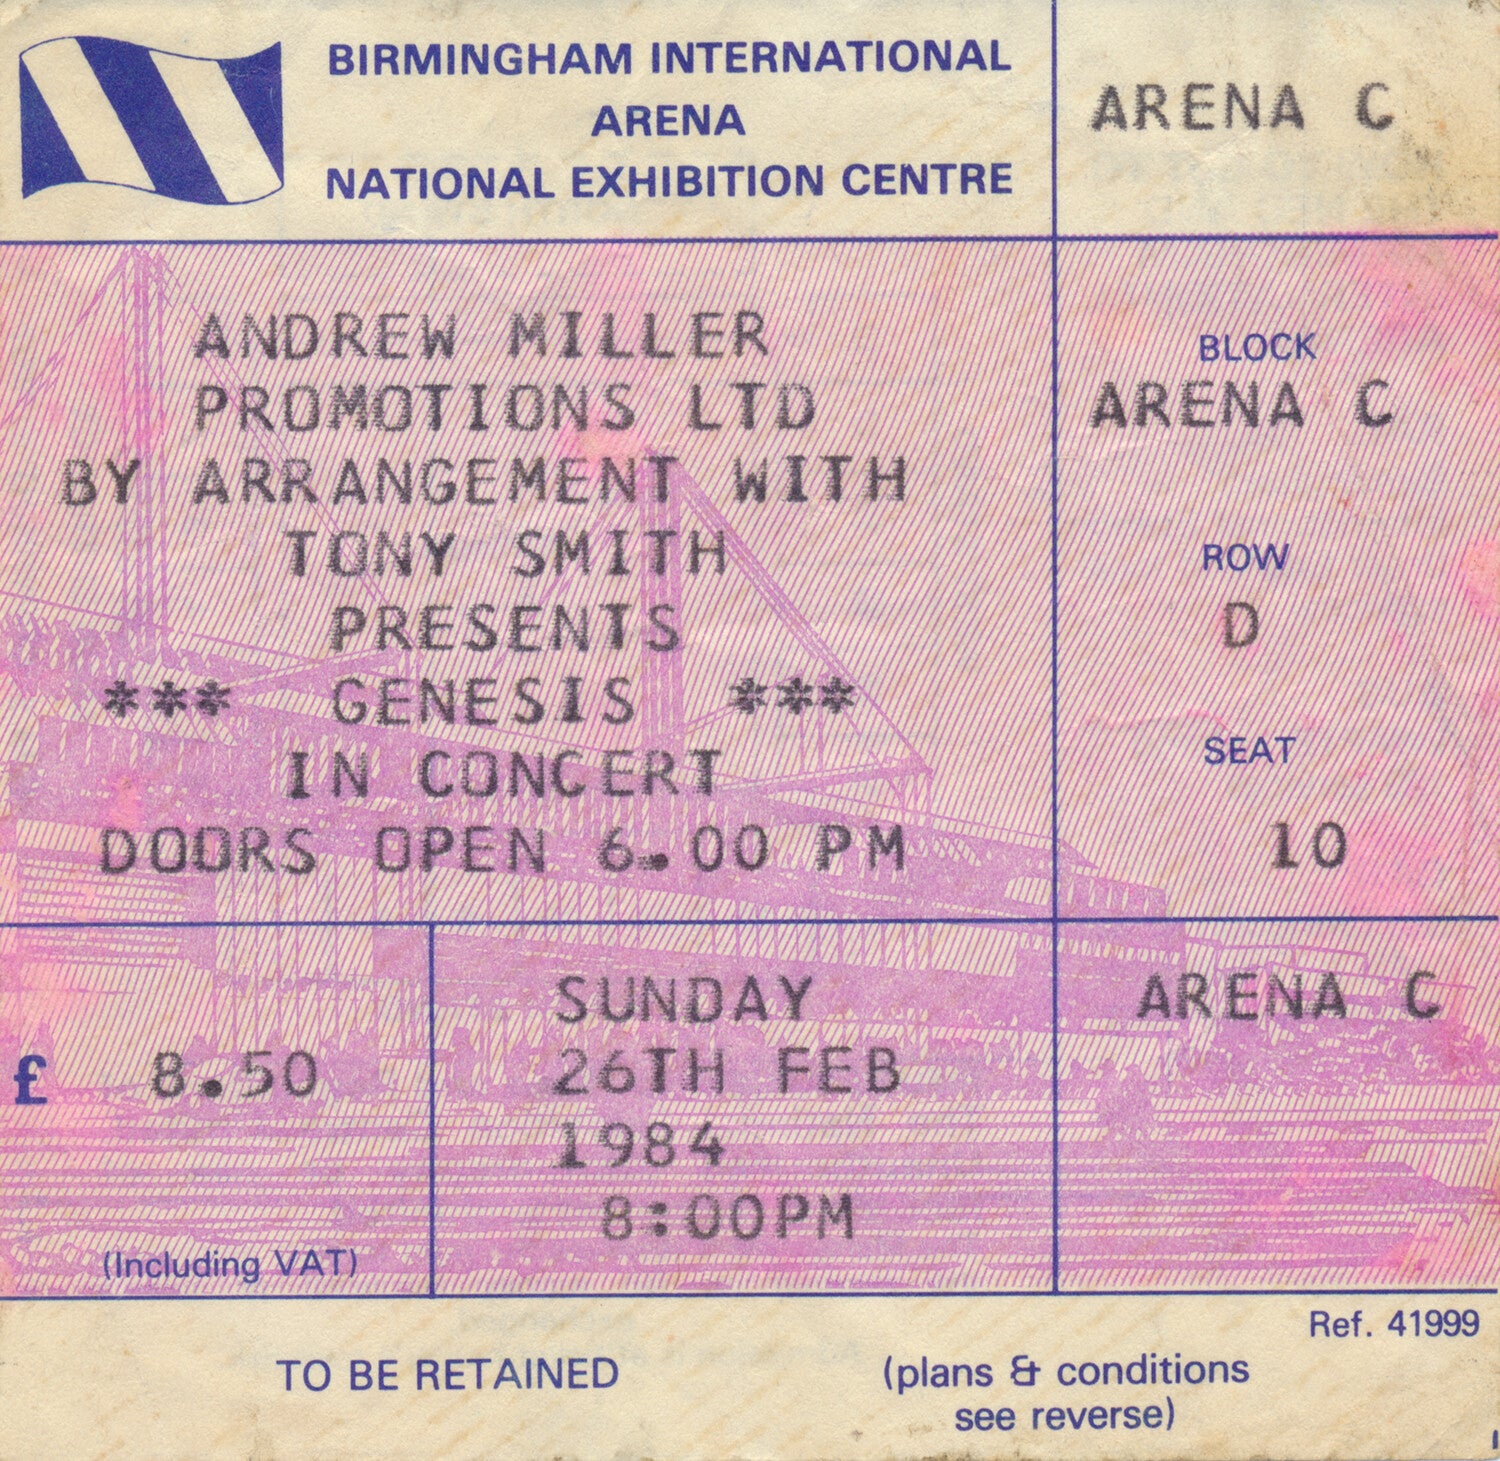 BIRMINGHAM INTERNATIONAL
ARENA
NATIONAL EXHIBITION CENTRE
ARENA C
ANDREW MILLER
PROMOTIONS LTD
BY ARRANGEMENT WITH
TONY SMITH
PRESENTS
*** GENESIS ***
IN CONCERT
DOORS OPEN 6.00 PM
BLOCK
ARENA C
ROW
D
SEAT
10
£ 8.50
(Including VAT)
SUNDAY
26TH FEB
1984
8:00PM
ARENA C
Ref. 41999
TO BE RETAINED
(plans & conditions
see reverse)